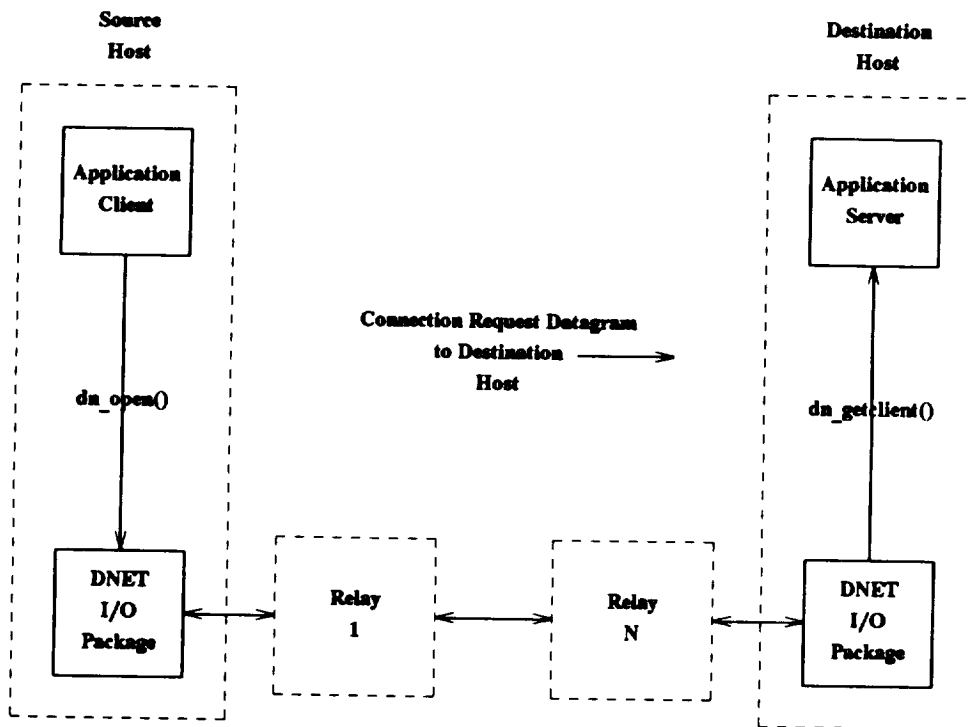 Source
Host
Destination
Host
Application
Client
Application
Server
Connection Request Datagram
to Destination
Host
dn_open()
dn_getclient()
DNET
I/O
Package
Relay
1
Relay
N
DNET
I/O
Package